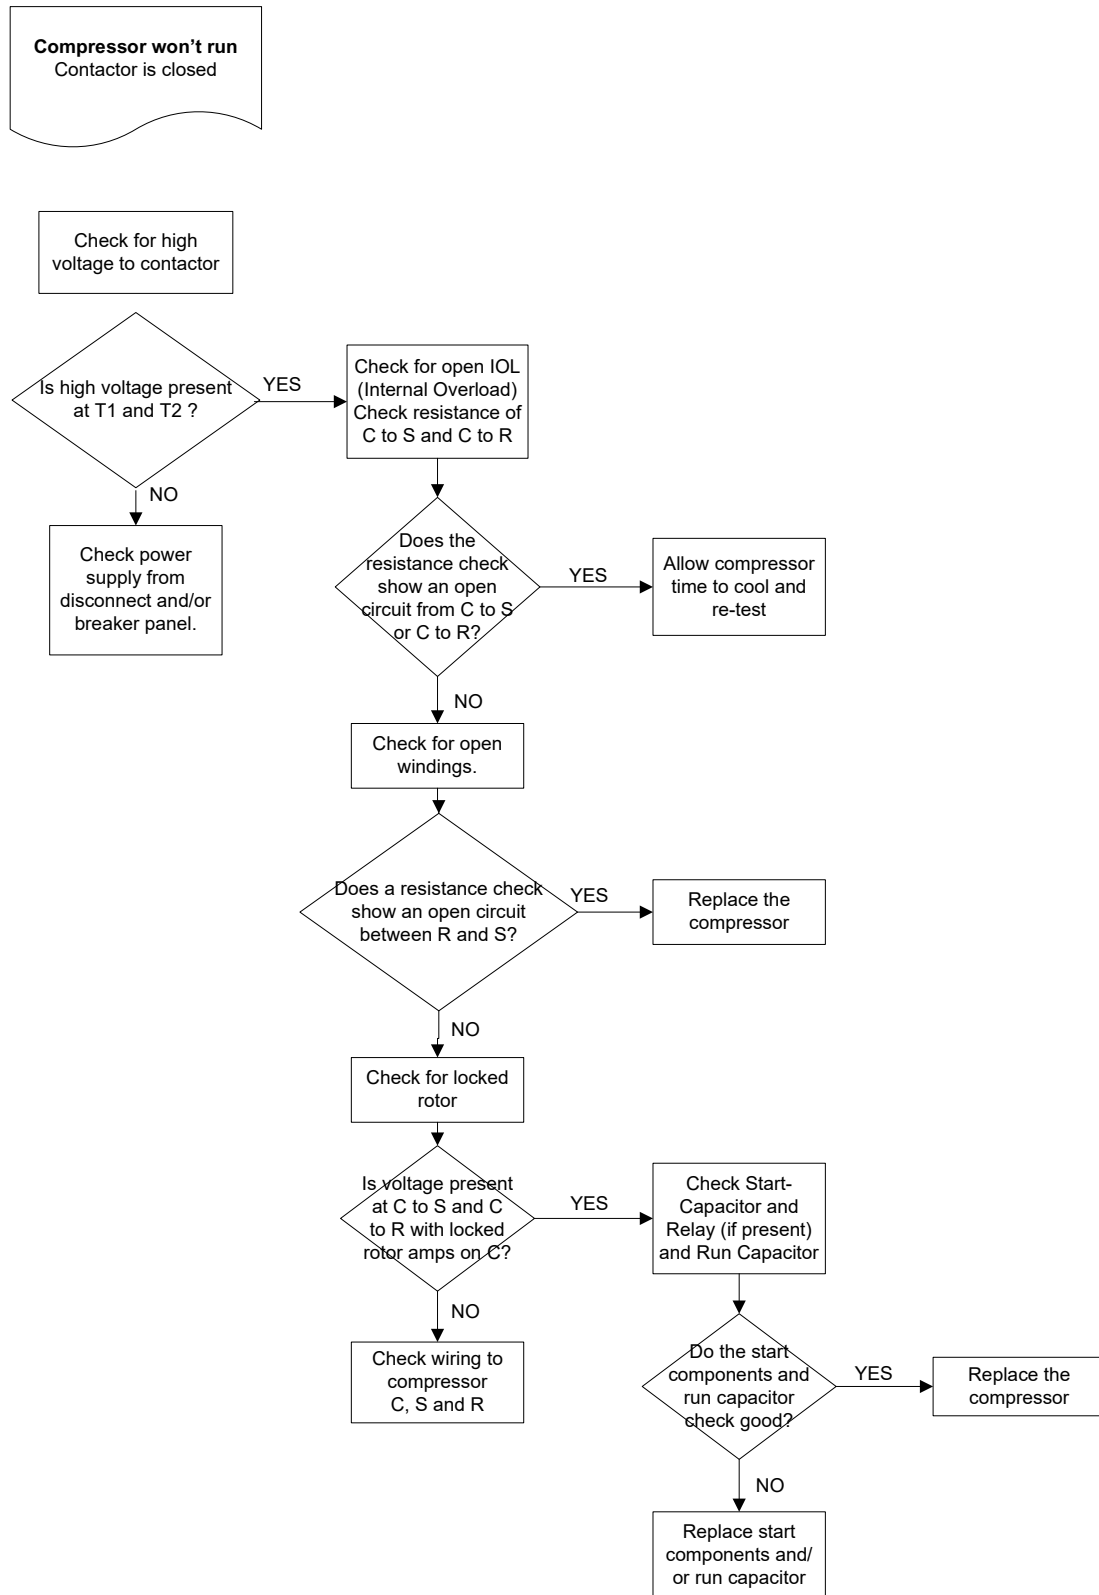 Compressor won't run
Contactor is closed
Check for high
voltage to contactor
Is high voltage present
at T1 and T2 ?
YES
Check for open IOL
(Internal Overload)
Check resistance of
C to S and C to R
NO
Check power
supply from
disconnect and/or
breaker panel.
Does the
resistance check
show an open
circuit from C to S
or C to R?
YES
Allow compressor
time to cool and
re-test
NO
Check for open
windings.
Does a resistance check
show an open circuit
between R and S?
YES
Replace the
compressor
NO
Check for locked
rotor
Is voltage present
at C to S and C
to R with locked
rotor amps on C?
YES
Check Start-
Capacitor and
Relay (if present)
and Run Capacitor
NO
Check wiring to
compressor
C, S and R
Do the start
components and
run capacitor
check good?
YES
Replace the
compressor
NO
Replace start
components and/
or run capacitor